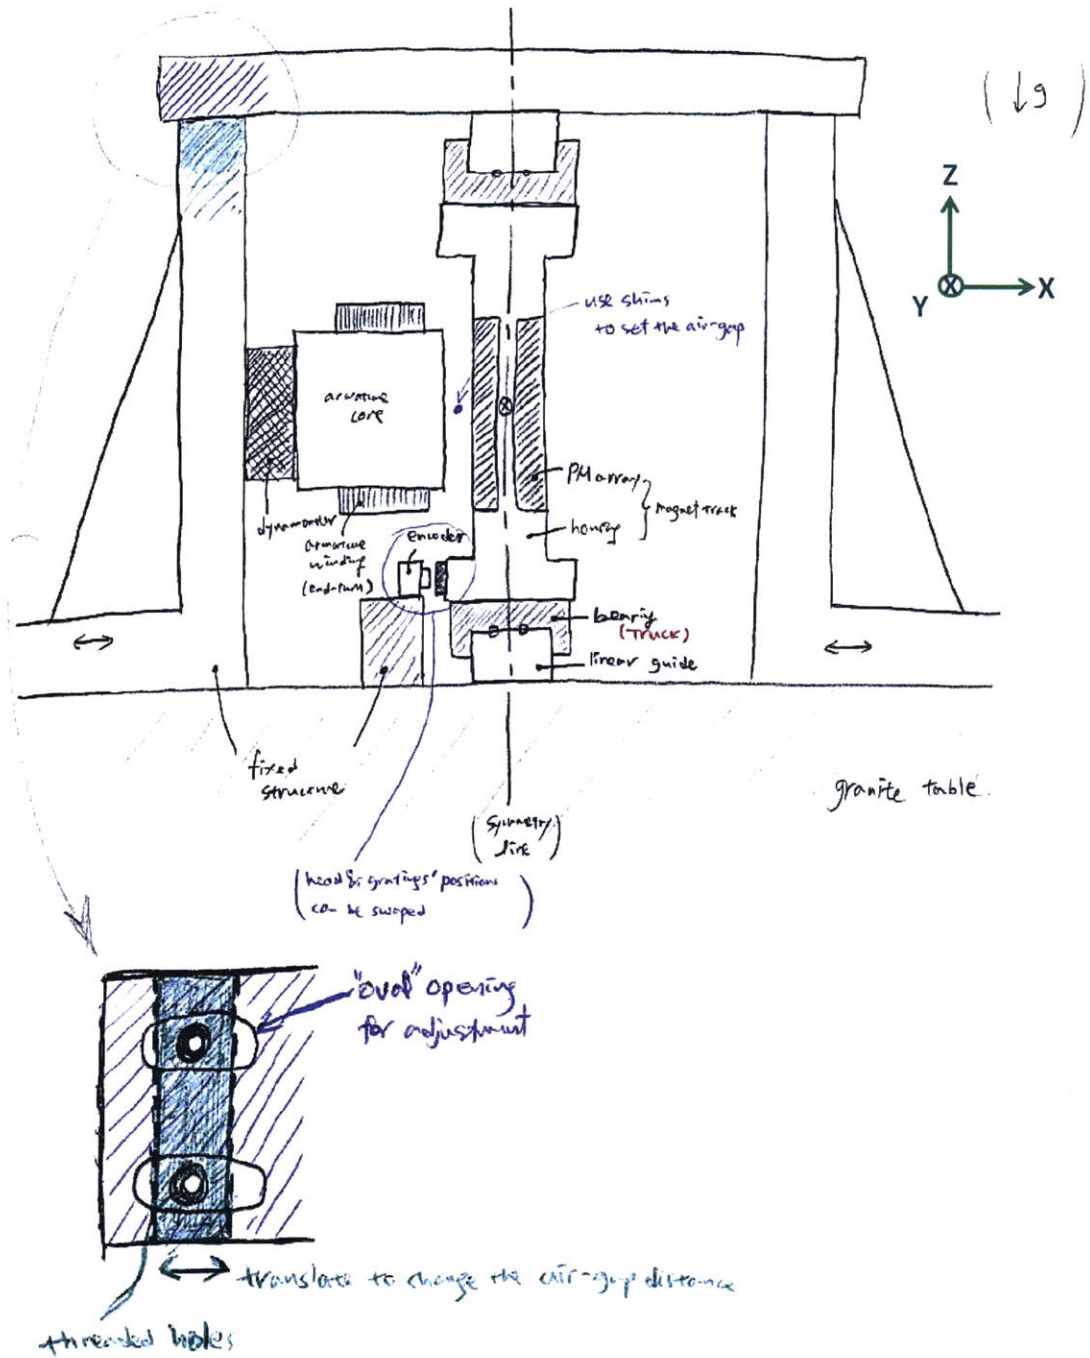 (↓g)
Z
X
Y
use shims
to set the air-gap
armature
core
PM array
magnet track
housing
dynamometer
armature
winding
(end-turn)
encoder
bearing
(TRUCK)
linear guide
fixed
structure
granite table.
(symmetry
line)
(head & gratings' positions
can be swaped)
"oval" opening
for adjustment
translate to change the air-gap distance
threaded holes